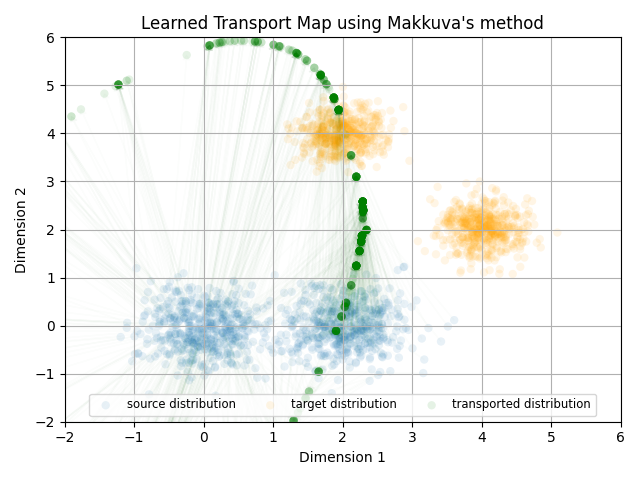 Learned Transport Map using Makkuva's method
6
5
4
3
2
1
0
−1
−2
Dimension 2
source distribution
target distribution
transported distribution
−2 −1 0 1 2 3 4 5 6
Dimension 1